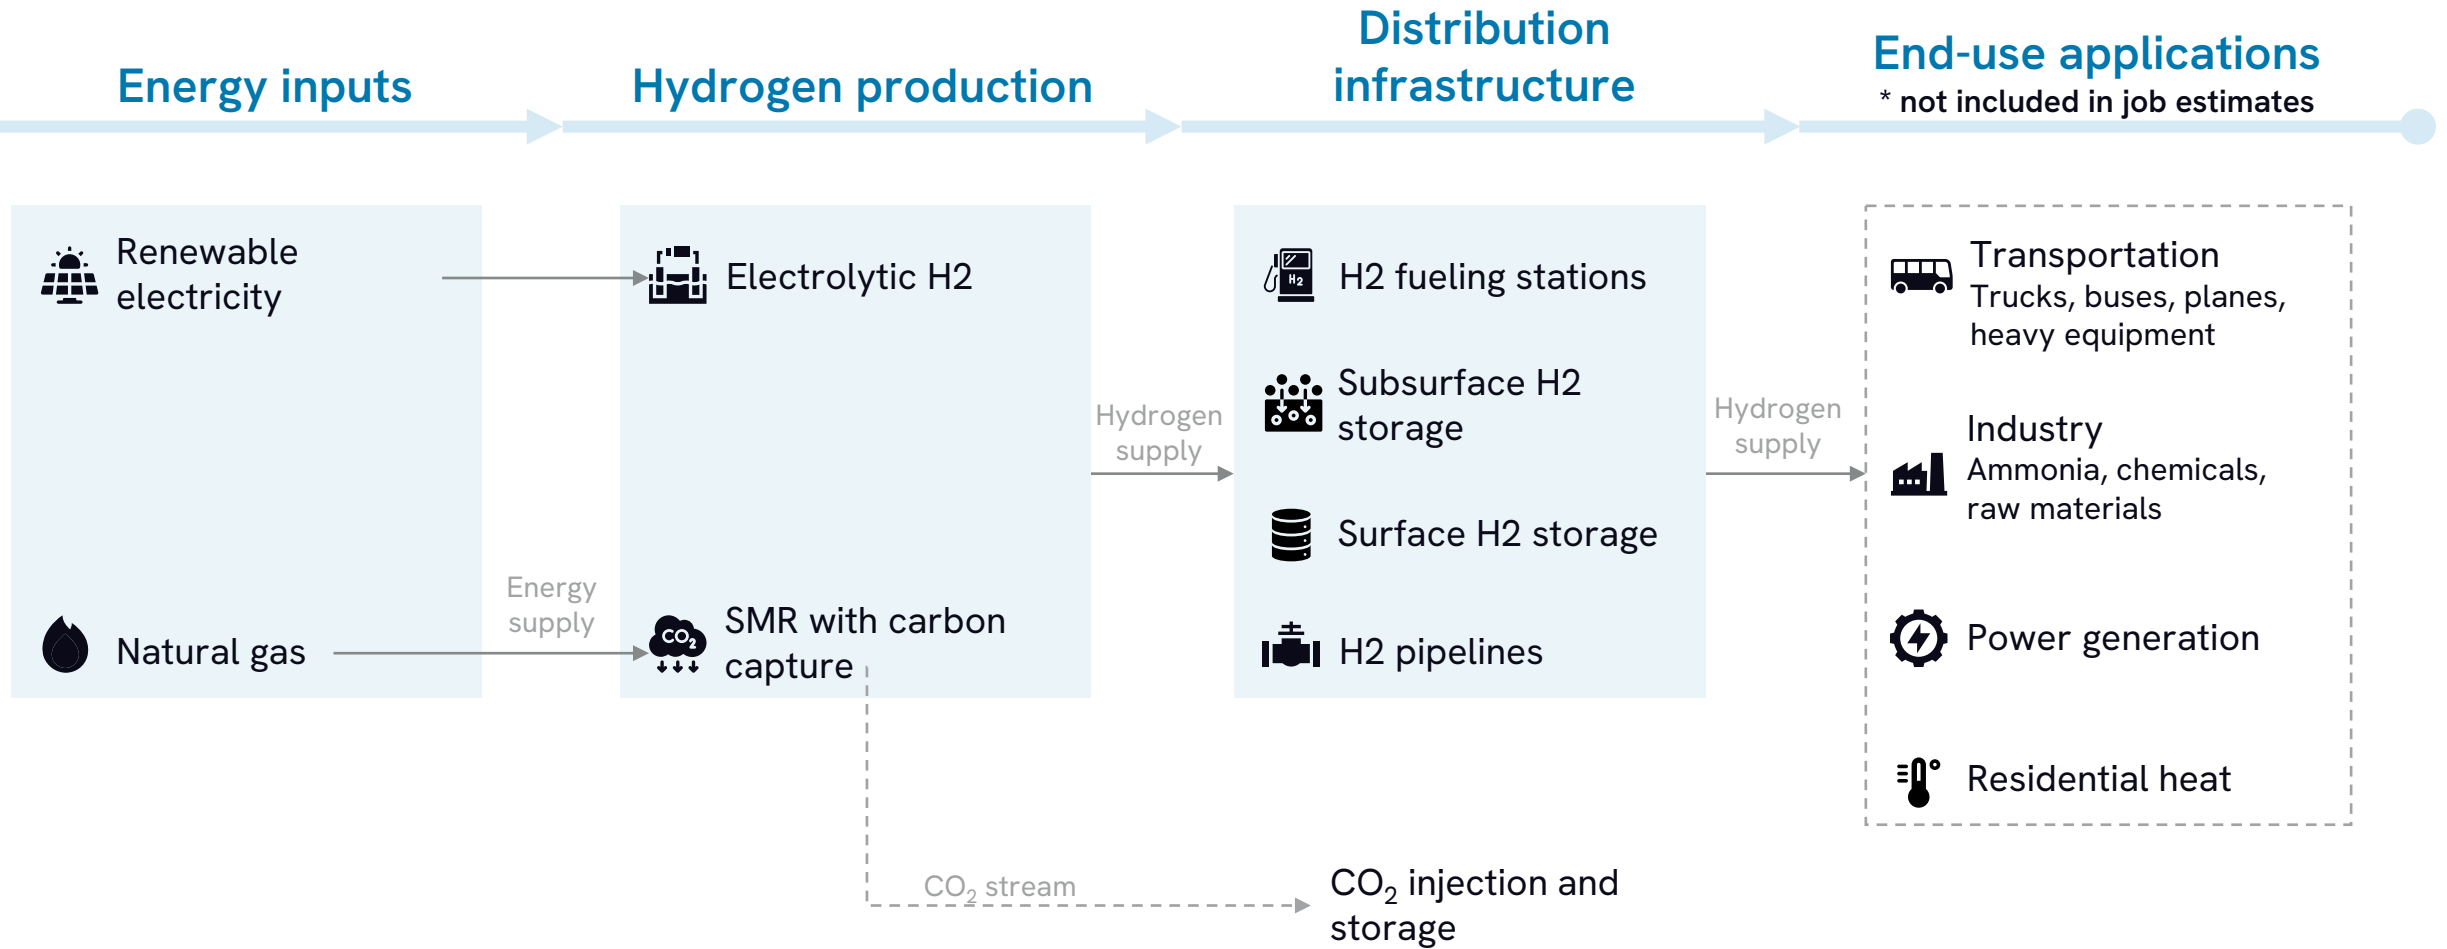 Energy inputs
Hydrogen production
Distribution
infrastructure
End-use applications
* not included in job estimates
Renewable
electricity
Natural gas
Energy
supply
Electrolytic H2
CO2
SMR with carbon
capture
Hydrogen
supply
H2
H2 fueling stations
Subsurface H2
storage
Surface H2 storage
H2 pipelines
Hydrogen
supply
Transportation
Trucks, buses, planes,
heavy equipment
Industry
Ammonia, chemicals,
raw materials
Power generation
Residential heat
CO₂ stream
CO₂ injection and
storage